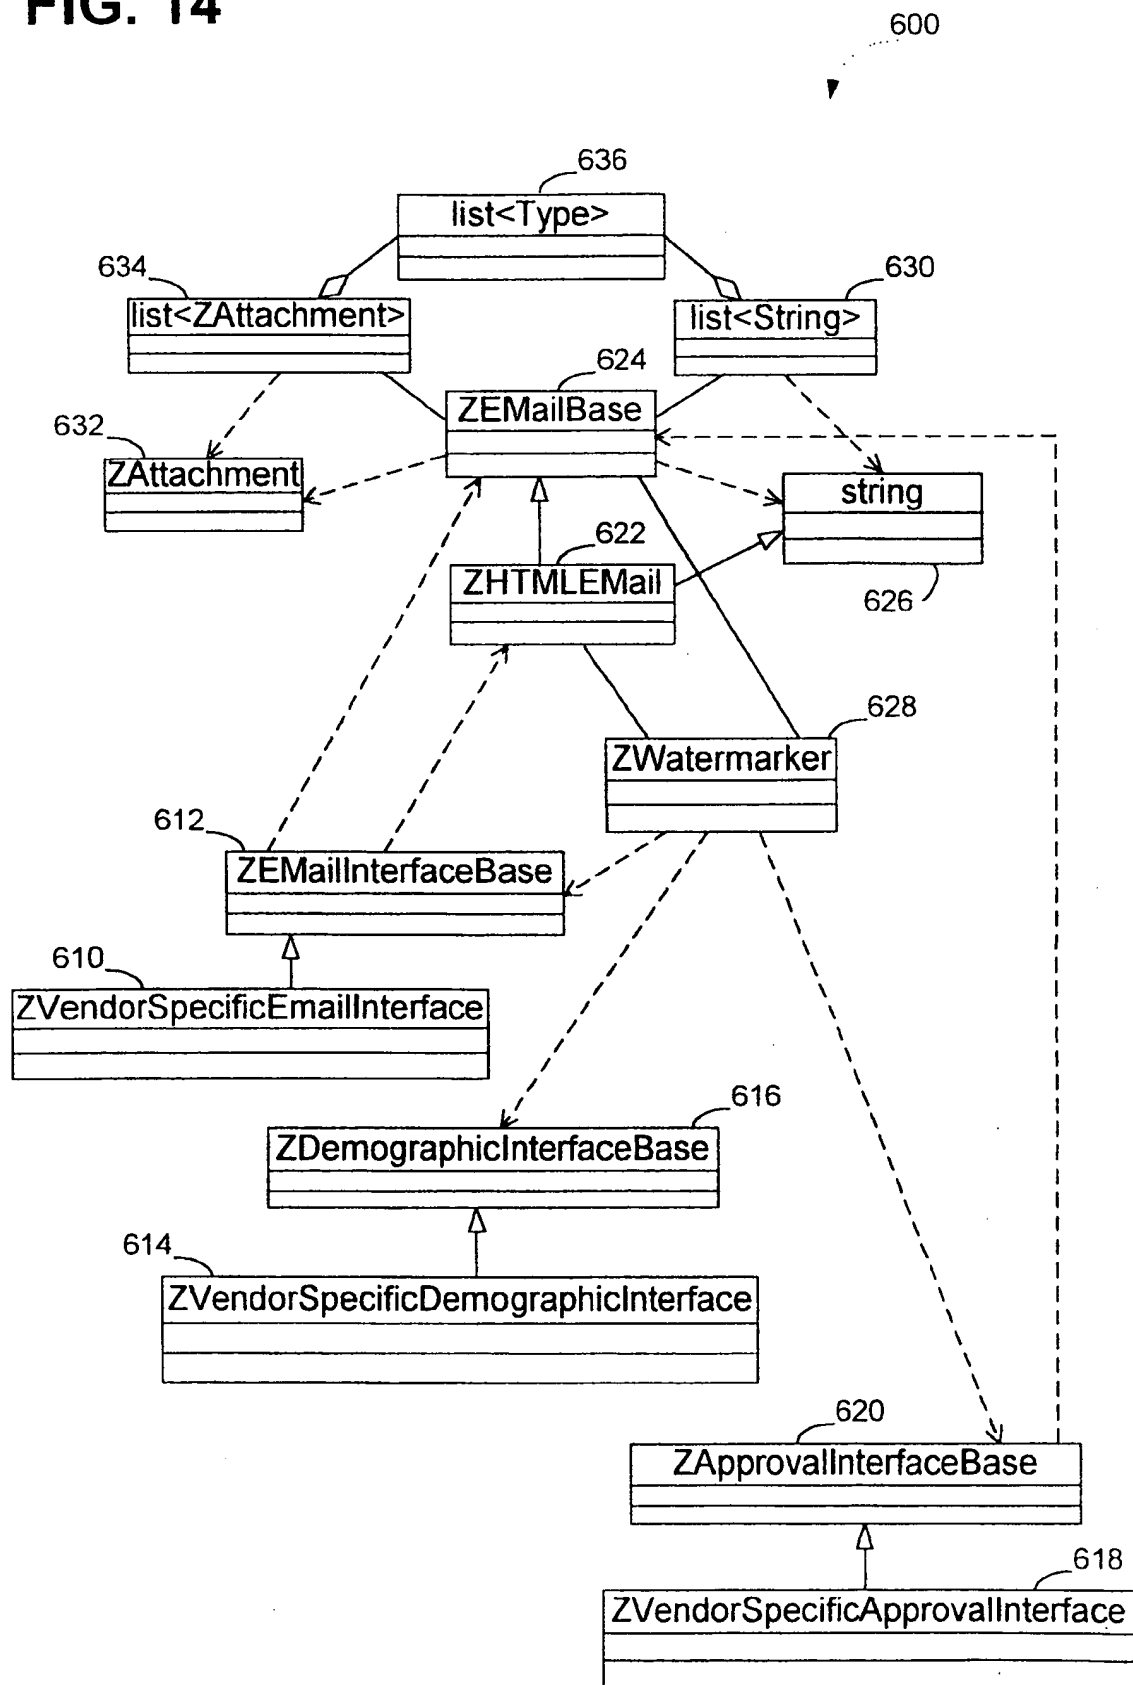 FIG. 14
600
636
list<Type>
634
630
list<ZAttachment>
list<String>
624
ZEMailBase
632
ZAttachment
string
622
ZHTMLEMail
626
628
ZWatermarker
612
ZEMailInterfaceBase
610
ZVendorSpecificEmailInterface
616
ZDemographicInterfaceBase
614
ZVendorSpecificDemographicInterface
620
ZApprovalInterfaceBase
618
ZVendorSpecificApprovalInterface